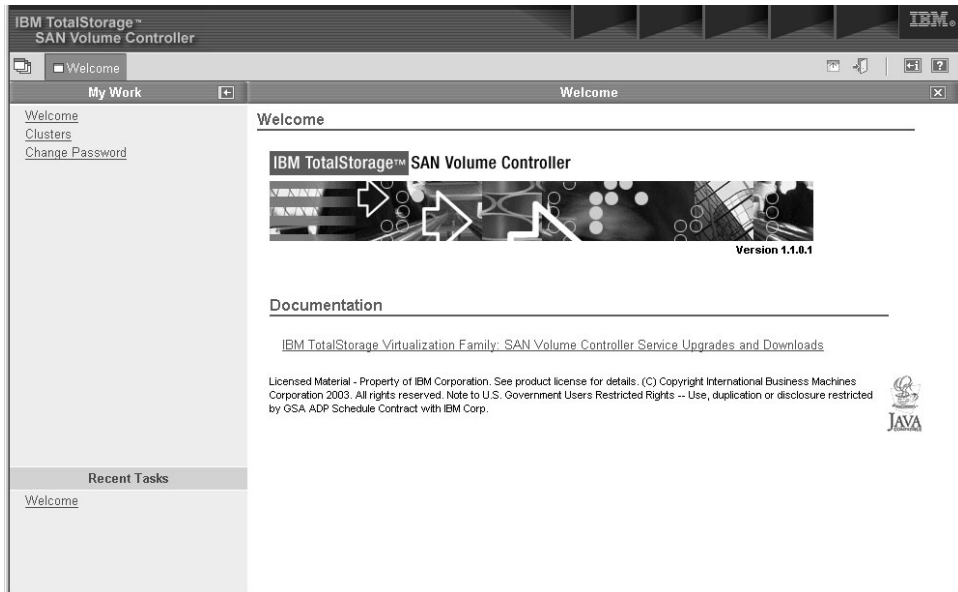 IBM TotalStorage™
SAN Volume Controller
IBM®
Welcome
My Work
Welcome
Welcome
Clusters
Change Password
Welcome
IBM TotalStorage™ SAN Volume Controller
Version 1.1.0.1
Documentation
IBM TotalStorage Virtualization Family: SAN Volume Controller Service Upgrades and Downloads
Licensed Material - Property of IBM Corporation. See product license for details. (C) Copyright International Business Machines
Corporation 2003. All rights reserved. Note to U.S. Government Users Restricted Rights -- Use, duplication or disclosure restricted
by GSA ADP Schedule Contract with IBM Corp.
JAVA
Recent Tasks
Welcome